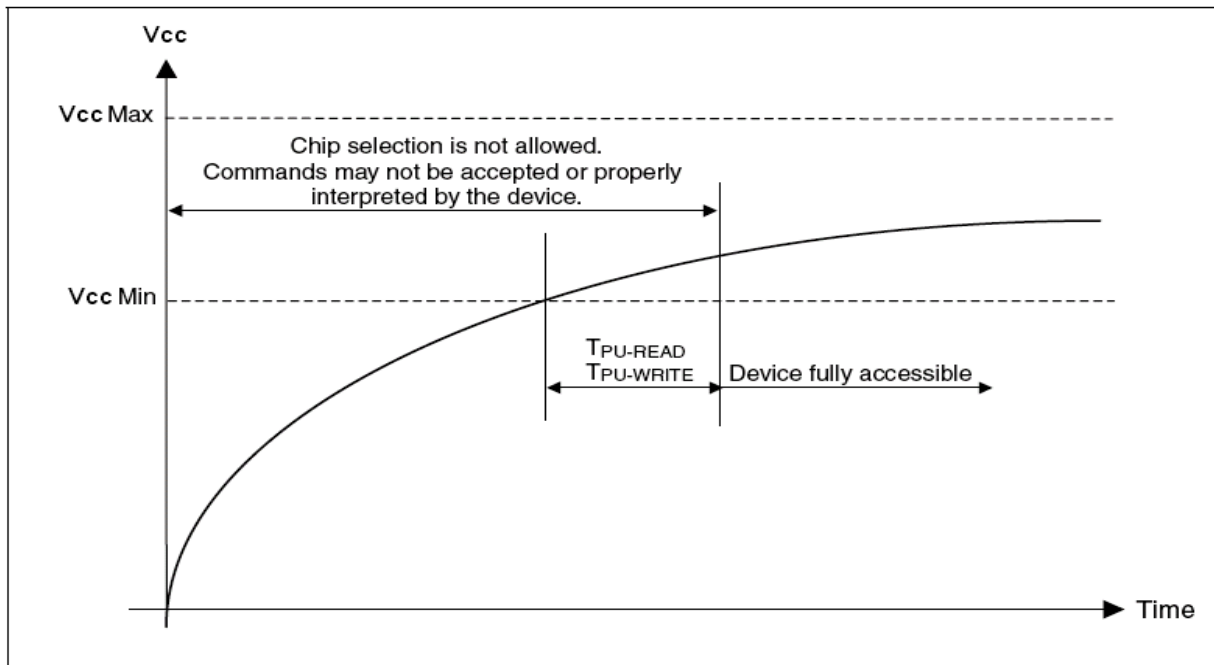 Vcc
Vcc Max
Chip selection is not allowed.
Commands may not be accepted or properly
interpreted by the device.
Vcc Min
TPU-READ
TPU-WRITE
Device fully accessible
Time